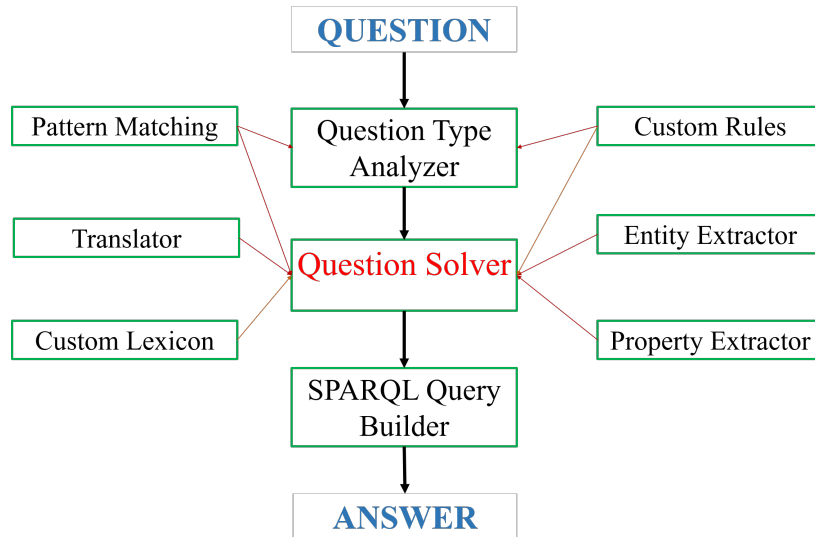 QUESTION
Pattern Matching
Question Type
Analyzer
Custom Rules
Translator
Question Solver
Entity Extractor
Custom Lexicon
Property Extractor
SPARQL Query
Builder
ANSWER